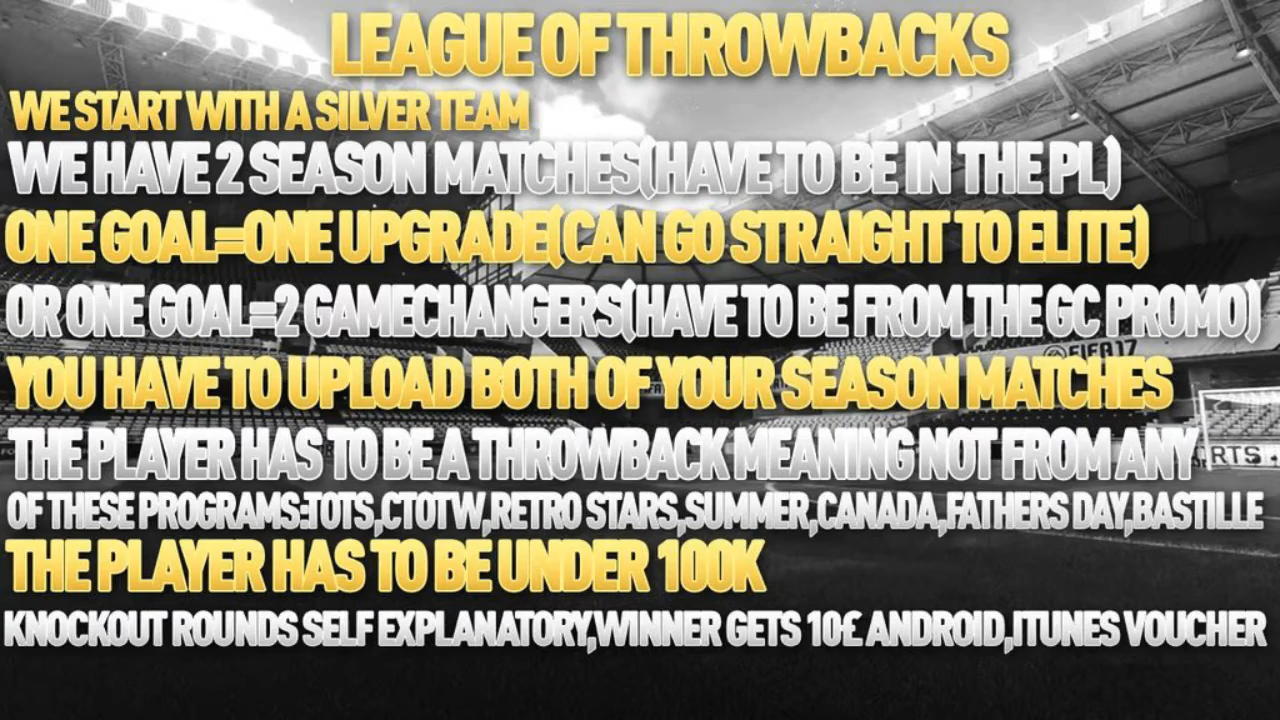 LEAGUE OF THROWBACKS
WE START WITH A SILVER TEAM
WE HAVE 2 SEASON MATCHES(HAVE TO BE IN THE PL)
ONE GOAL=ONE UPGRADE(CAN GO STRAIGHT TO ELITE)
OR ONE GOAL=2 GAMECHANGERS(HAVE TO BE FROM THE GC PROMO)
FIFA 17
YOU HAVE TO UPLOAD BOTH OF YOUR SEASON MATCHES
THE PLAYER HAS TO BE A THROWBACK MEANING NOT FROM ANY
RTS
OF THESE PROGRAMS:TOTS,CTOTW,RETRO STARS,SUMMER,CANADA,FATHERS DAY,BASTILLE
THE PLAYER HAS TO BE UNDER 100K
KNOCKOUT ROUNDS SELF EXPLANATORY,WINNER GETS 10£ ANDROID,ITUNES VOUCHER